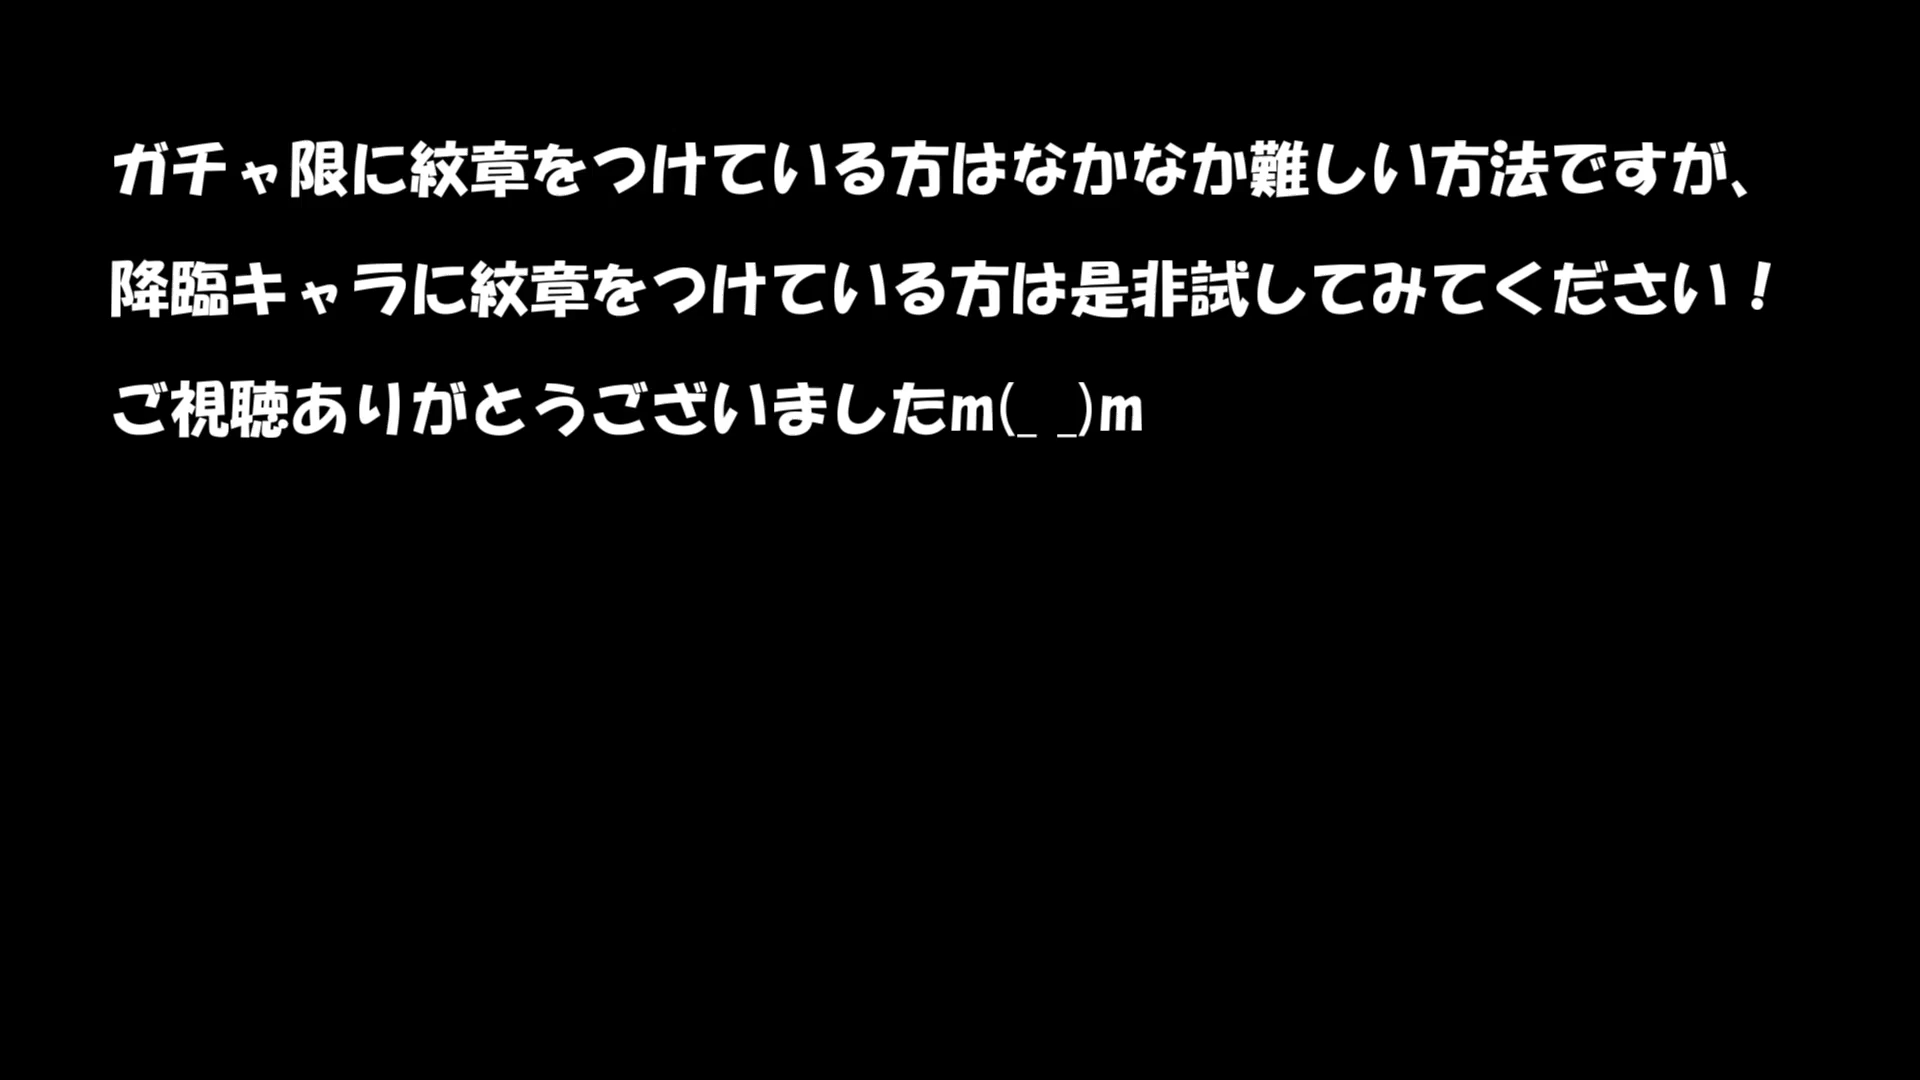 ガチャ限に紋章をつけている方はなかなか難しい方法ですが、
降臨キャラに紋章をつけている方は是非試してみてください！
ご視聴ありがとうございましたm(_ _)m